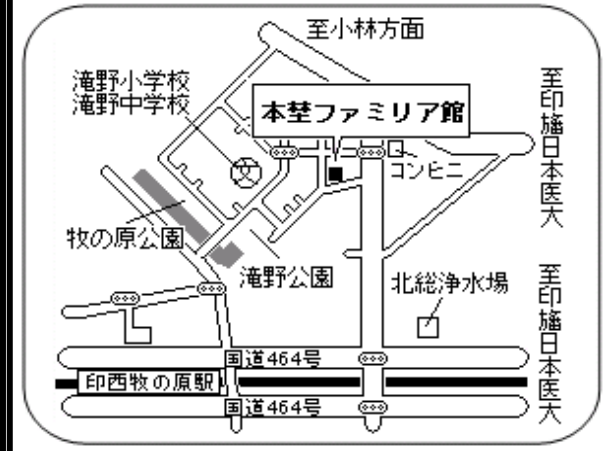 至小林方面
滝野小学校
滝野中学校
本埜ファミリア館
至印旛日本医大
コンビニ
文
牧の原公園
滝野公園
北総浄水場
至印旛日本医大
国道464号
印西牧の原駅
国道464号